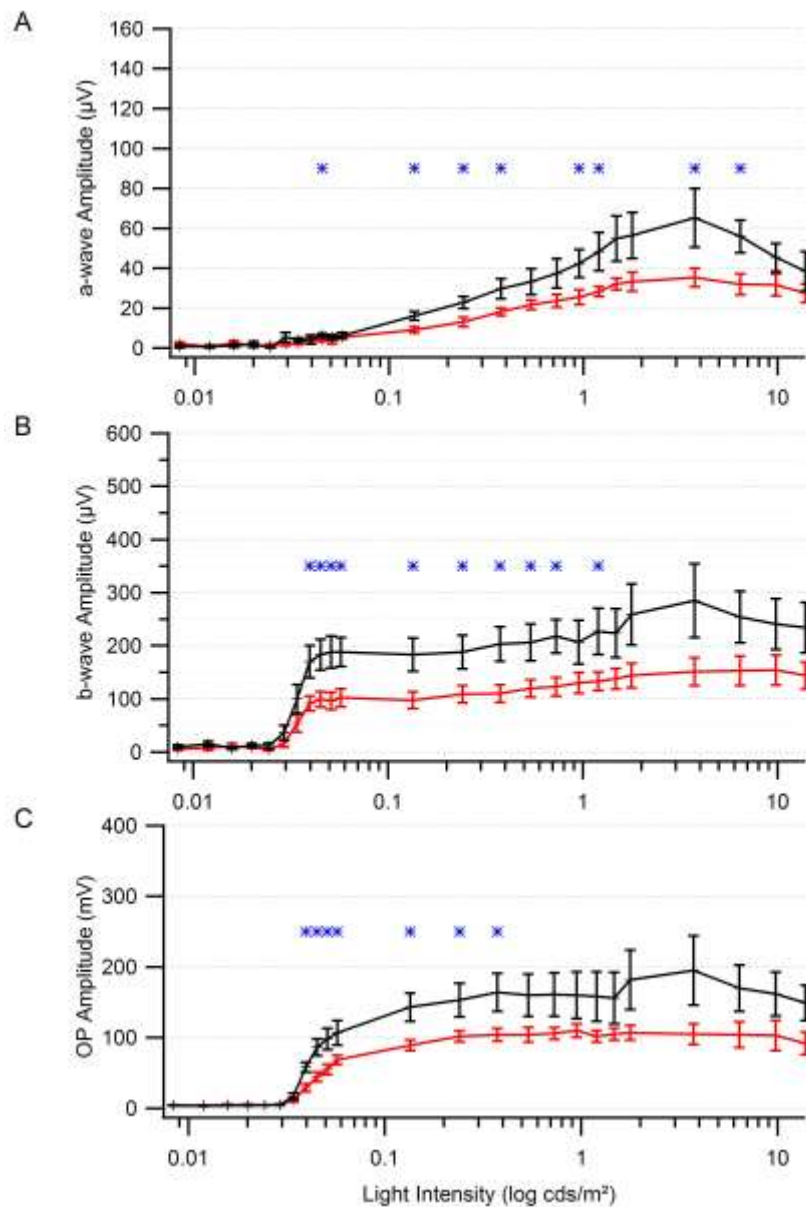 A
160
140
120
100
80
60
40
20
0
a-wave Amplitude (µV)
0.01 0.1 1 10
B
600
500
400
300
200
100
0
b-wave Amplitude (µV)
0.01 0.1 1 10
C
400
300
200
100
0
OP Amplitude (mV)
0.01 0.1 1 10
Light Intensity (log cds/m²)